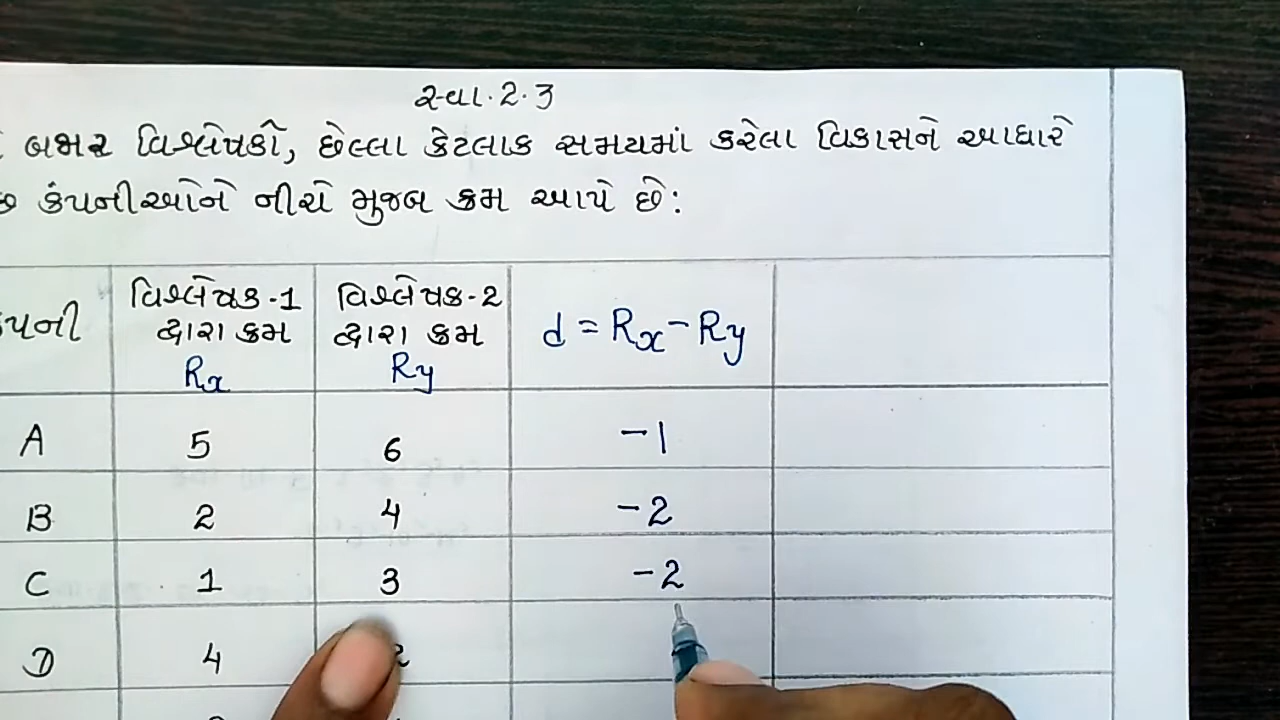 સ્વા.2.3
બજાર વિશ્લેષકો, છેલ્લા કેટલાક સમયમાં કરેલા વિકાસને આધારે
છ કંપનીઓને નીચે મુજબ ક્રમ આપે છે:
વિશ્લેષક-1 દ્વારા ક્રમ Rx
વિશ્લેષક-2 દ્વારા ક્રમ Ry
d = Rx - Ry
A 5 6 -1
B 2 4 -2
C 1 3 -2
D 4